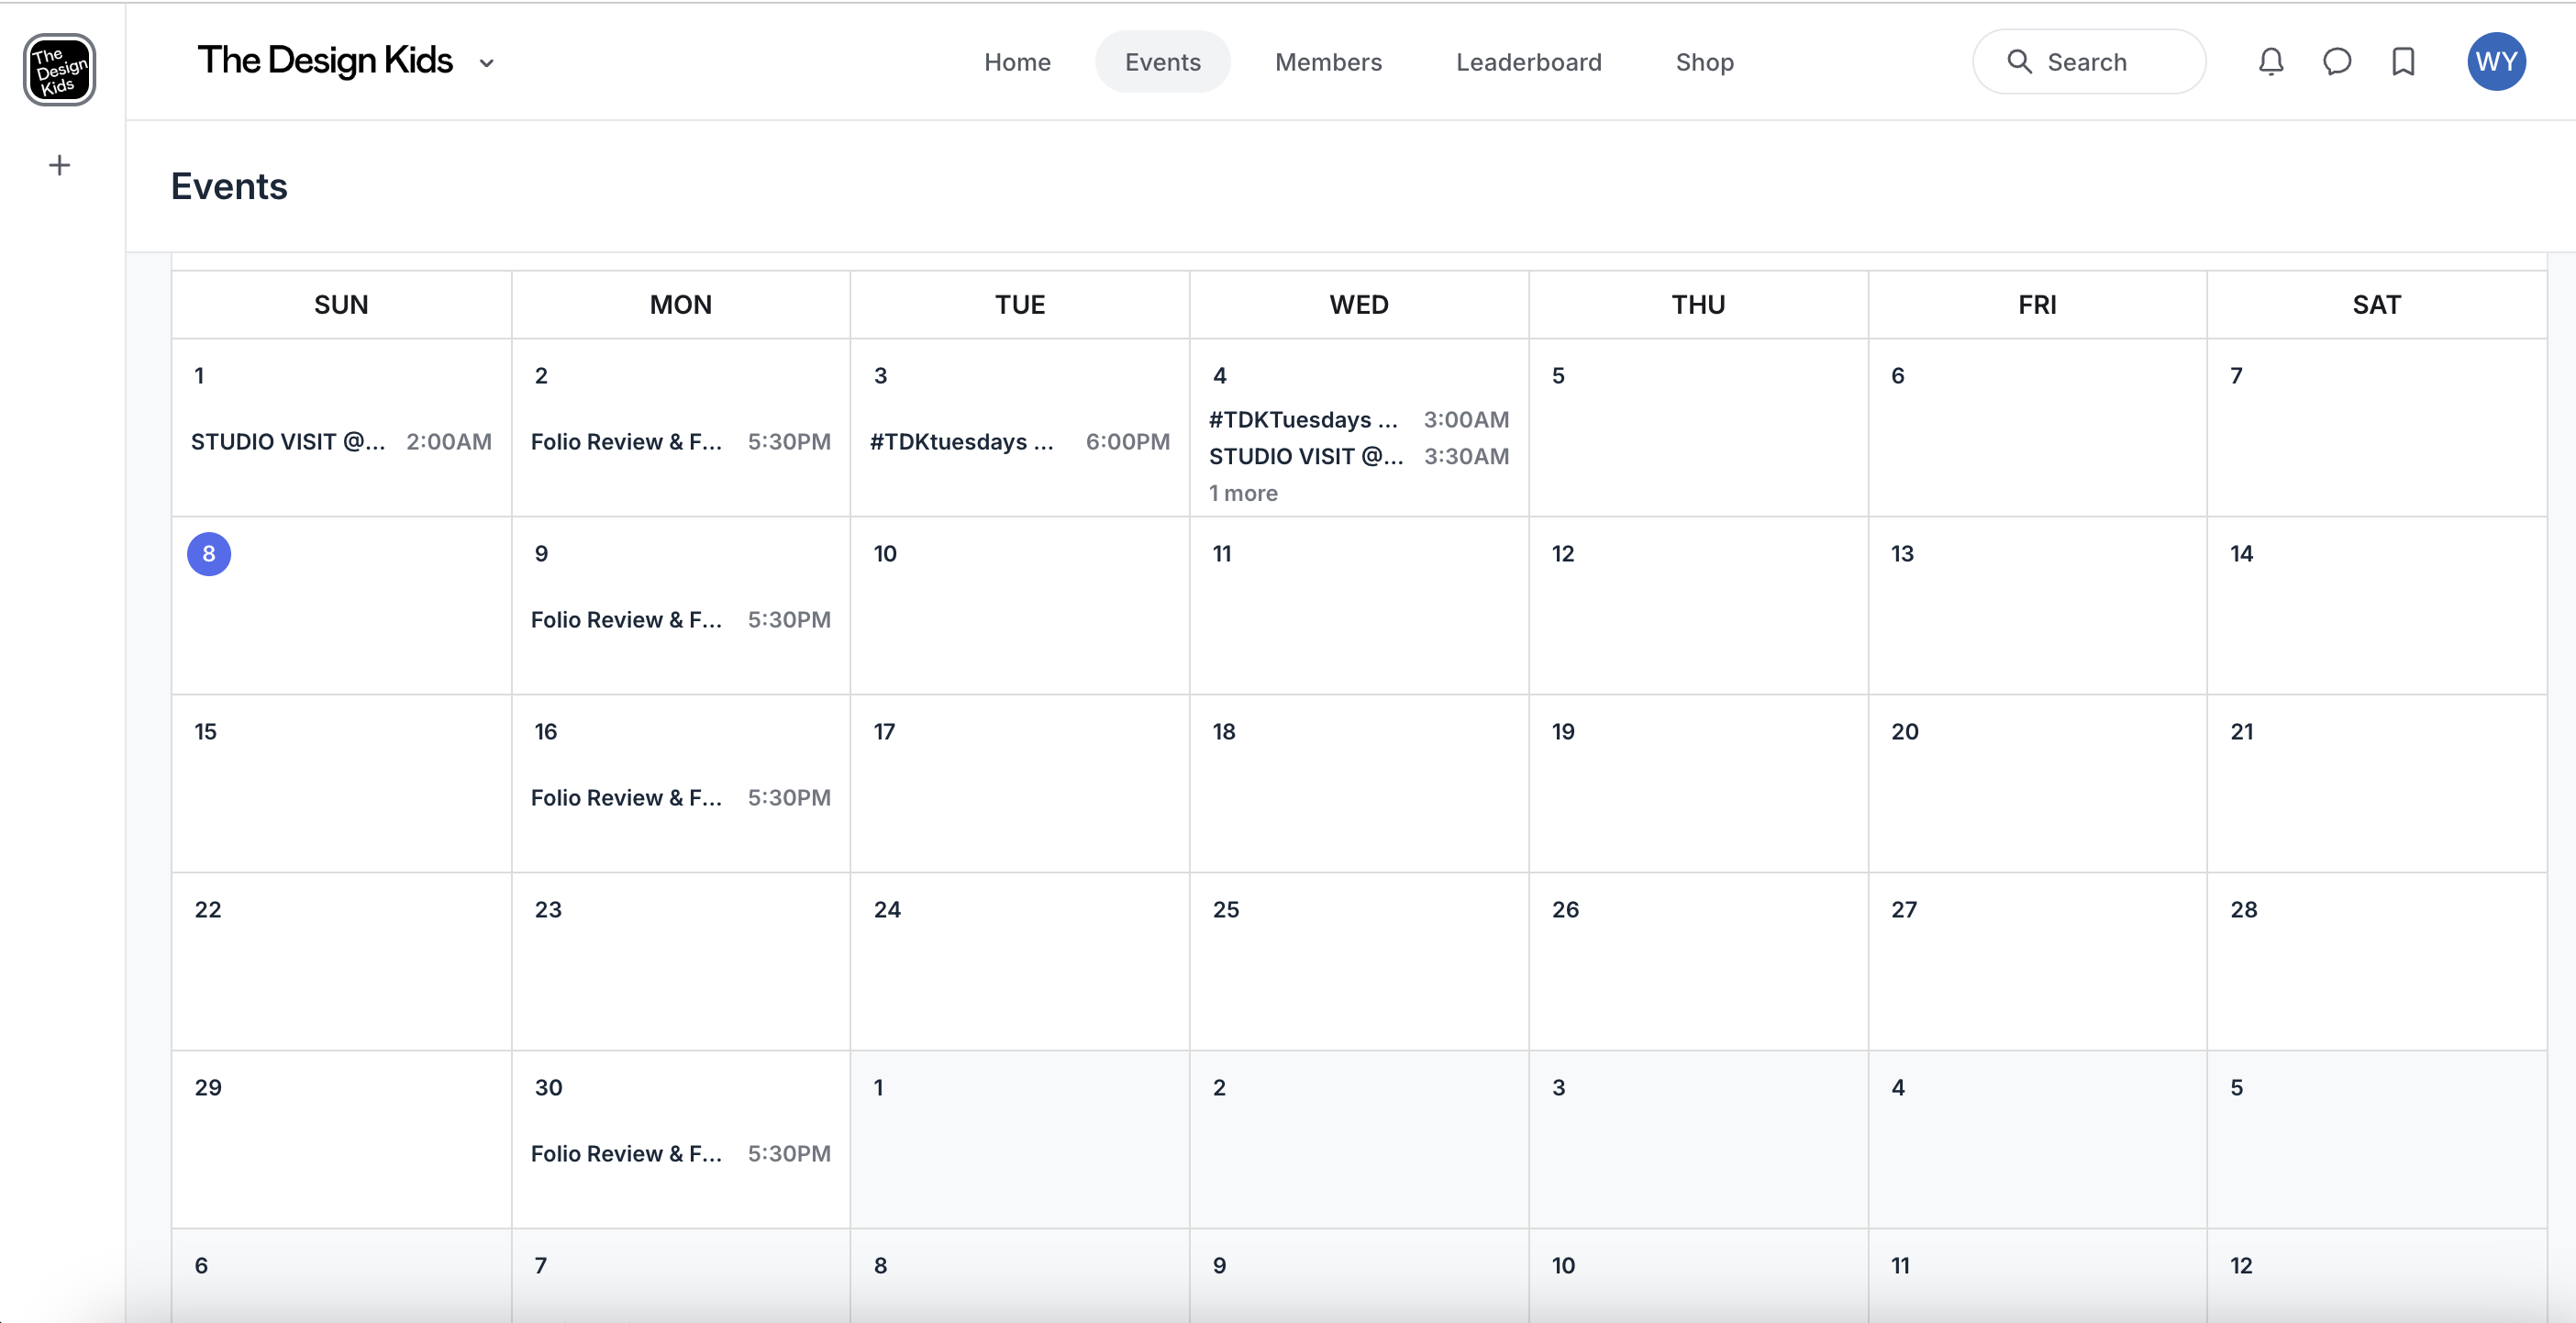 The
Design
Kids
The Design Kids
Home Events Members Leaderboard Shop
Search
WY
Events
SUN MON TUE WED THU FRI SAT
1 2 3 4 5 6 7
STUDIO VISIT @... 2:00AM
Folio Review & F... 5:30PM
#TDKtuesdays ... 6:00PM
#TDKTuesdays ... 3:00AM
STUDIO VISIT @... 3:30AM
1 more
8 9 10 11 12 13 14
Folio Review & F... 5:30PM
15 16 17 18 19 20 21
Folio Review & F... 5:30PM
22 23 24 25 26 27 28
29 30 1 2 3 4 5
Folio Review & F... 5:30PM
6 7 8 9 10 11 12